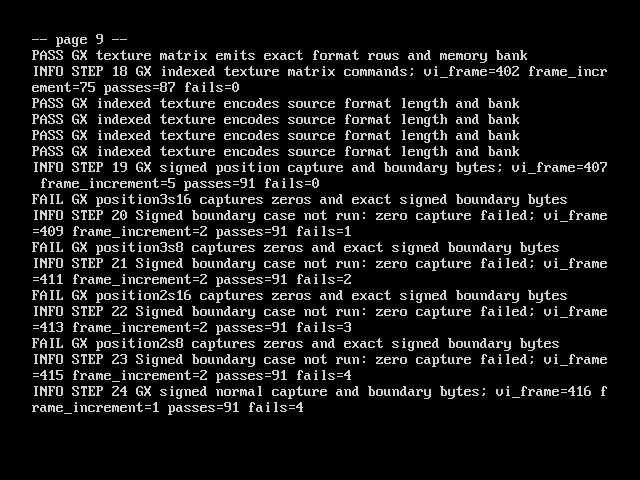 -- page 9 --
PASS GX texture matrix emits exact format rows and memory bank
INFO STEP 18 GX indexed texture matrix commands; vi_frame=402 frame_incr
ement=75 passes=87 fails=0
PASS GX indexed texture encodes source format length and bank
PASS GX indexed texture encodes source format length and bank
PASS GX indexed texture encodes source format length and bank
PASS GX indexed texture encodes source format length and bank
INFO STEP 19 GX signed position capture and boundary bytes; vi_frame=407
 frame_increment=5 passes=91 fails=0
FAIL GX position3s16 captures zeros and exact signed boundary bytes
INFO STEP 20 Signed boundary case not run: zero capture failed; vi_frame
=409 frame_increment=2 passes=91 fails=1
FAIL GX position3s8 captures zeros and exact signed boundary bytes
INFO STEP 21 Signed boundary case not run: zero capture failed; vi_frame
=411 frame_increment=2 passes=91 fails=2
FAIL GX position2s16 captures zeros and exact signed boundary bytes
INFO STEP 22 Signed boundary case not run: zero capture failed; vi_frame
=413 frame_increment=2 passes=91 fails=3
FAIL GX position2s8 captures zeros and exact signed boundary bytes
INFO STEP 23 Signed boundary case not run: zero capture failed; vi_frame
=415 frame_increment=2 passes=91 fails=4
INFO STEP 24 GX signed normal capture and boundary bytes; vi_frame=416 f
rame_increment=1 passes=91 fails=4